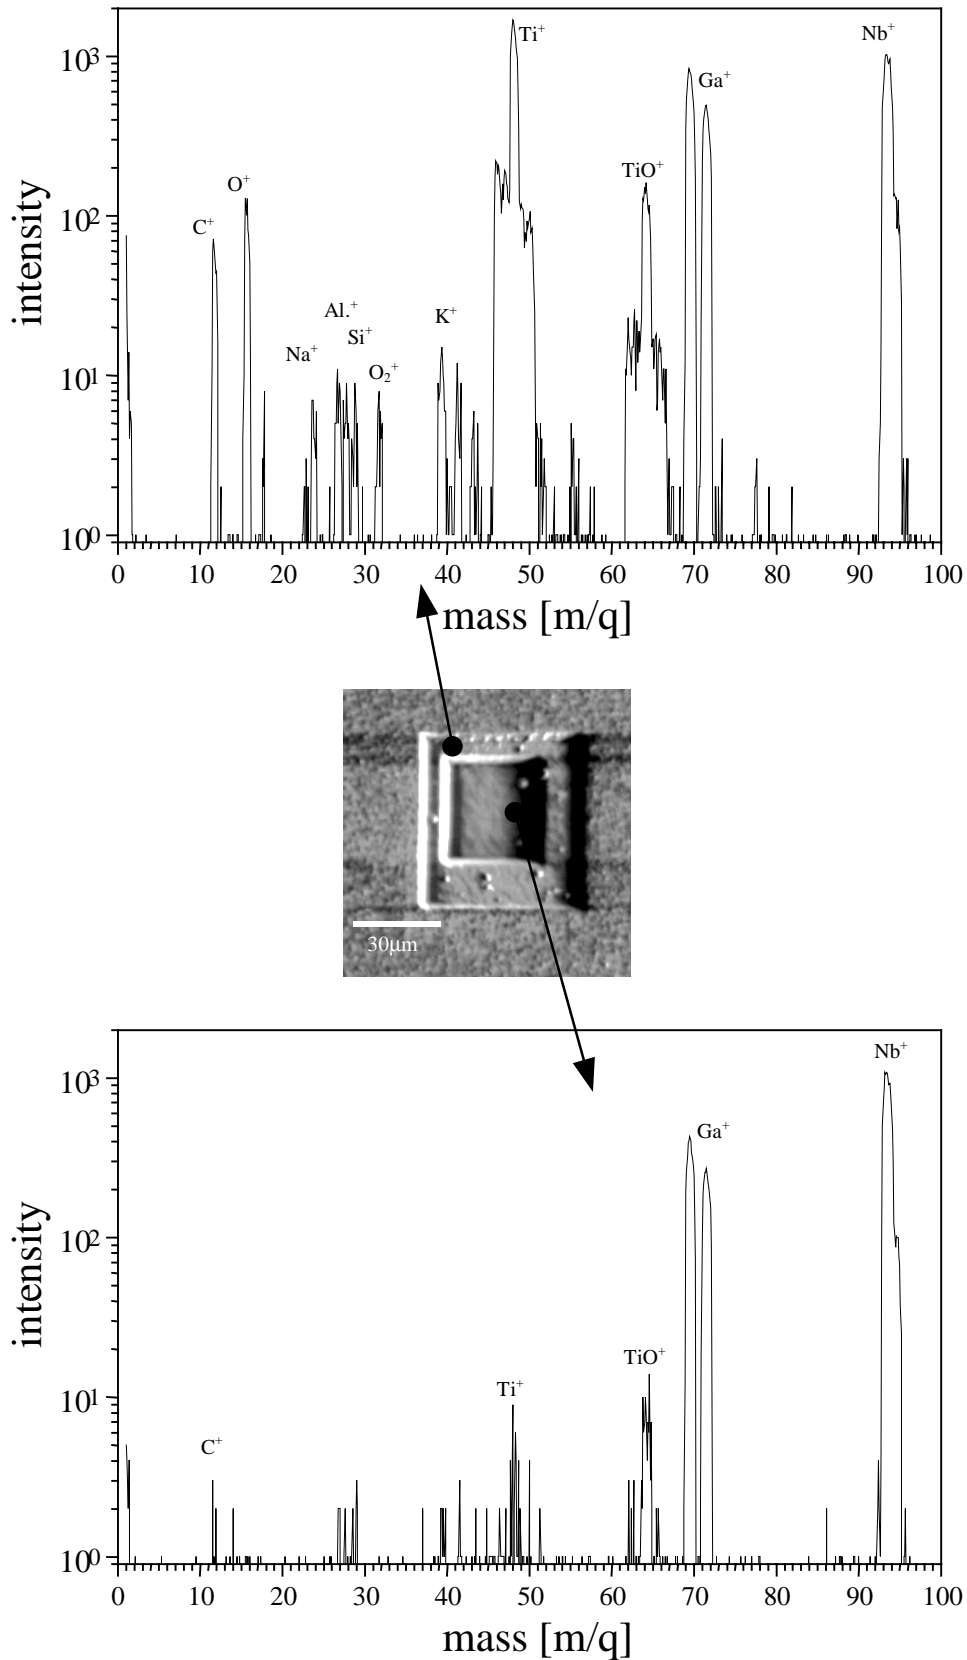 10³
10²
10¹
10⁰
intensity
C⁺
O⁺
Na⁺
Al.⁺
Si⁺
O₂⁺
K⁺
Ti⁺
TiO⁺
Ga⁺
Nb⁺
0 10 20 30 40 50 60 70 80 90 100
mass [m/q]
30μm
10³
10²
10¹
10⁰
intensity
C⁺
Ti⁺
TiO⁺
Ga⁺
Nb⁺
0 10 20 30 40 50 60 70 80 90 100
mass [m/q]